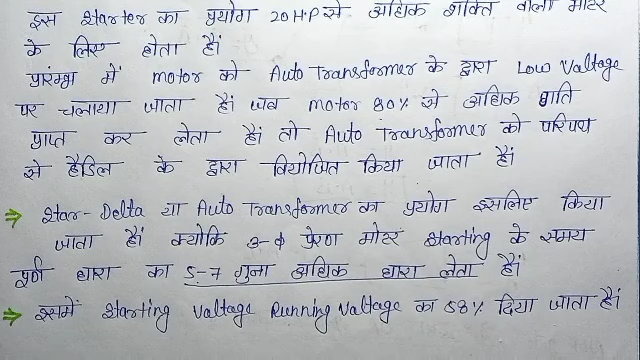 इस Starter का प्रयोग 20 H.P से अधिक शक्ति वाला मोटर
के लिए होता हैं
प्रारंम्भ में motor को Auto Transformer के द्वारा Low Voltage
पर चलाया जाता हैं जब motor 80% से अधिक गति
प्राप्त कर लेता हैं तो Auto Transformer को परिपथ
से हैंडिल के द्वारा वियोजित किया जाता हैं
⇒ Star-Delta या Auto Transformer का प्रयोग इसलिए किया
जाता हैं क्योकि 3-ф प्रेरण मोटर starting के समय
पूर्ण धारा का 5-7 गुना अधिक धारा लेता हैं
⇒ इसमें Starting Voltage Running Voltage का 58% दिया जाता हैं